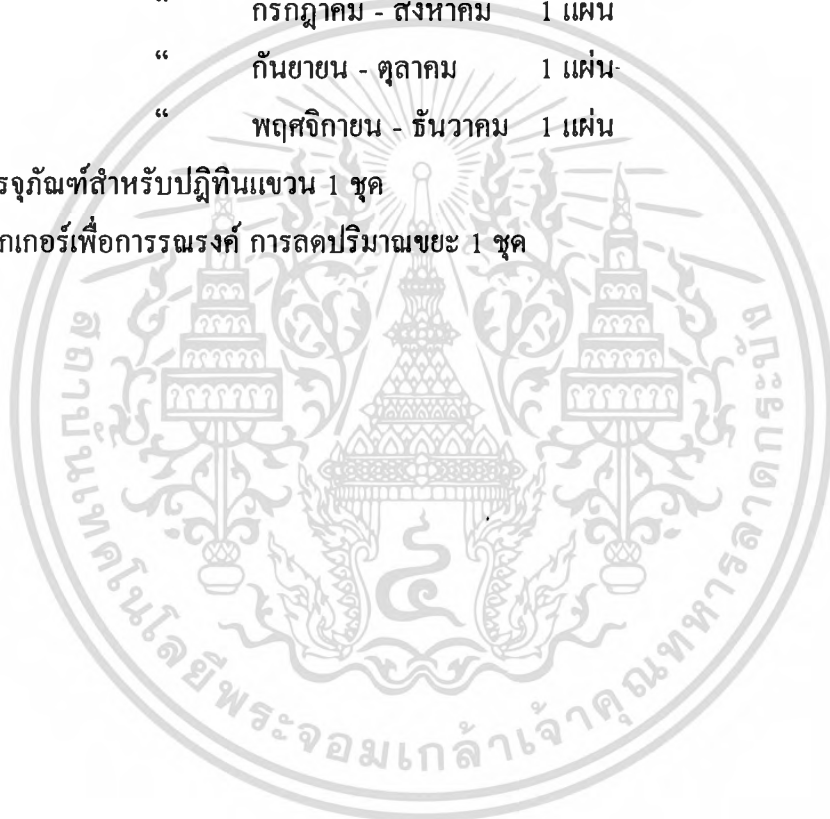 “ กรกฎาคม - สิงหาคม 1 แผ่น
“ กันยายน - ตุลาคม 1 แผ่น
“ พฤศจิกายน - ธันวาคม 1 แผ่น
รจุภัณฑ์สำหรับปฏิทินแขวน 1 ชุด
กเกอร์เพื่อการรณรงค์ การลดปริมาณขยะ 1 ชุด
สถาบันเทคโนโลยีพระจอมเกล้าเจ้าคุณทหารลาดกระบัง